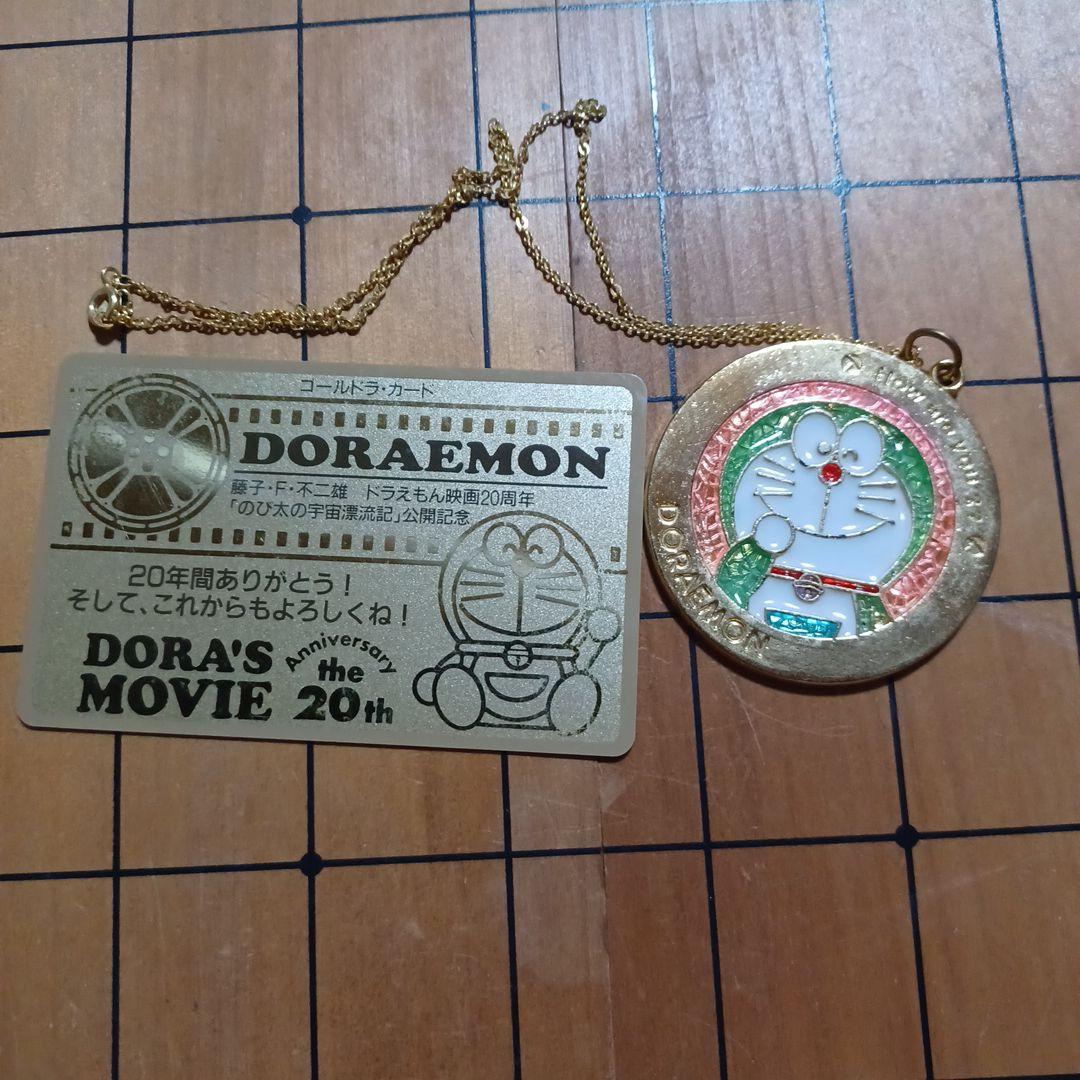 ゴールドラ・カード
DORAEMON
藤子・F・不二雄 ドラえもん映画20周年
「のび太の宇宙漂流記」公開記念
20年間ありがとう!
そして、これからもよろしくね!
DORA'S
MOVIE
Anniversary
the
20th
DORAEMON